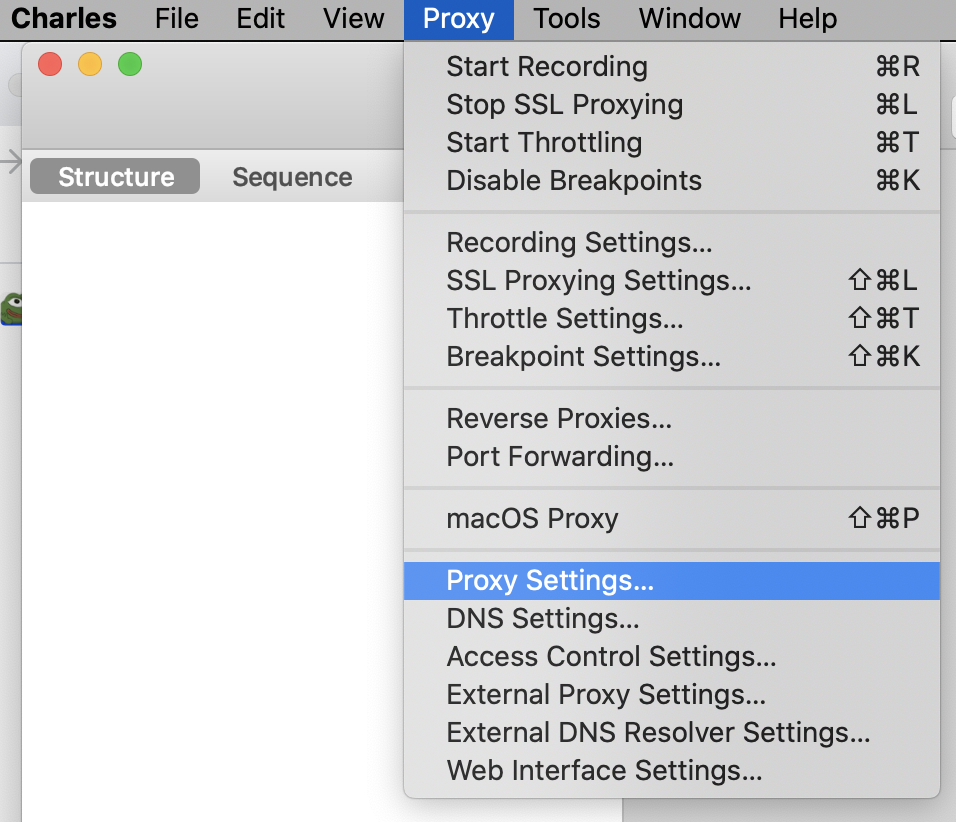 Charles File Edit View Proxy Tools Window Help
Start Recording ⌘R
Stop SSL Proxying ⌘L
Start Throttling ⌘T
Disable Breakpoints ⌘K
Structure Sequence
Recording Settings...
SSL Proxying Settings... ⇧⌘L
Throttle Settings... ⇧⌘T
Breakpoint Settings... ⇧⌘K
Reverse Proxies...
Port Forwarding...
macOS Proxy ⇧⌘P
Proxy Settings...
DNS Settings...
Access Control Settings...
External Proxy Settings...
External DNS Resolver Settings...
Web Interface Settings...